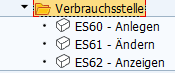 Verbrauchsstelle
ES60 - Anlegen
ES61 - Ändern
ES62 - Anzeigen